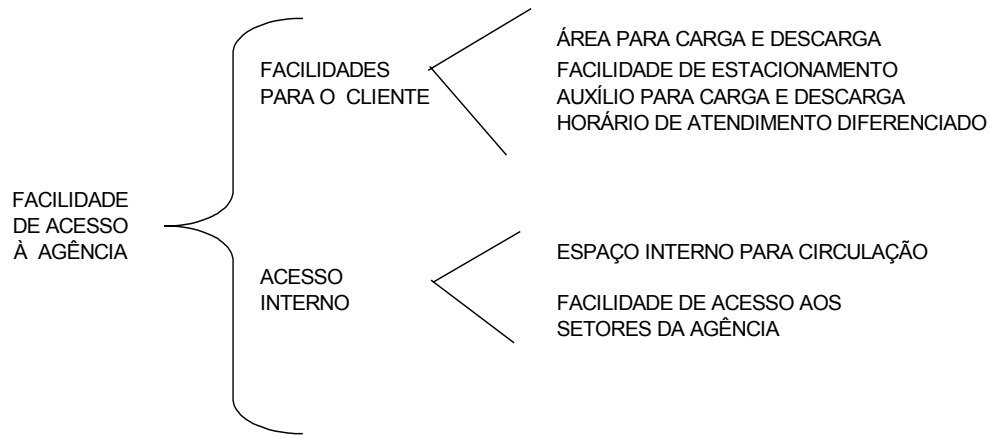 FACILIDADE
DE ACESSO
À AGÊNCIA
FACILIDADES
PARA O CLIENTE
ÁREA PARA CARGA E DESCARGA
FACILIDADE DE ESTACIONAMENTO
AUXÍLIO PARA CARGA E DESCARGA
HORÁRIO DE ATENDIMENTO DIFERENCIADO
ACESSO
INTERNO
ESPAÇO INTERNO PARA CIRCULAÇÃO
FACILIDADE DE ACESSO AOS
SETORES DA AGÊNCIA